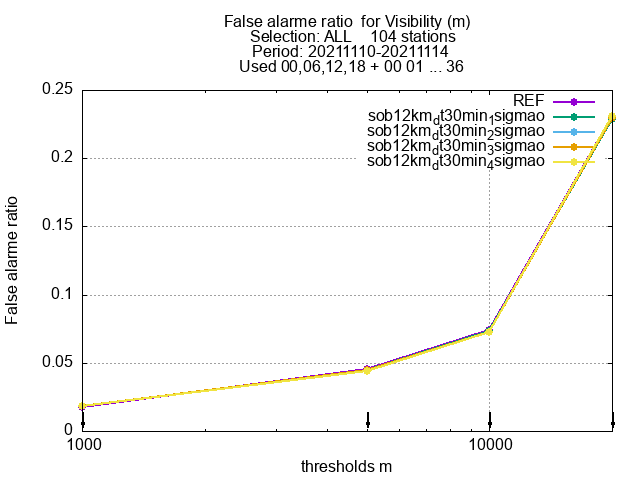 False alarme ratio  for Visibility (m)
Selection: ALL    104 stations
Period: 20211110-20211114
Used 00,06,12,18 + 00 01 ... 36
0.25
0.2
0.15
0.1
0.05
0
False alarme ratio
REF
sob12km_dt30min_1sigmao
sob12km_dt30min_2sigmao
sob12km_dt30min_3sigmao
sob12km_dt30min_4sigmao
1000
10000
thresholds m